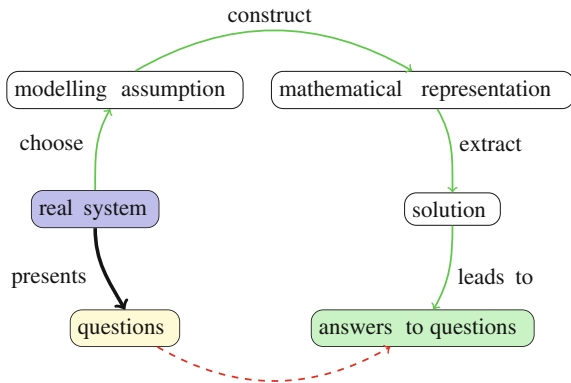 construct
modelling assumption
mathematical representation
choose
extract
real system
solution
presents
leads to
questions
answers to questions